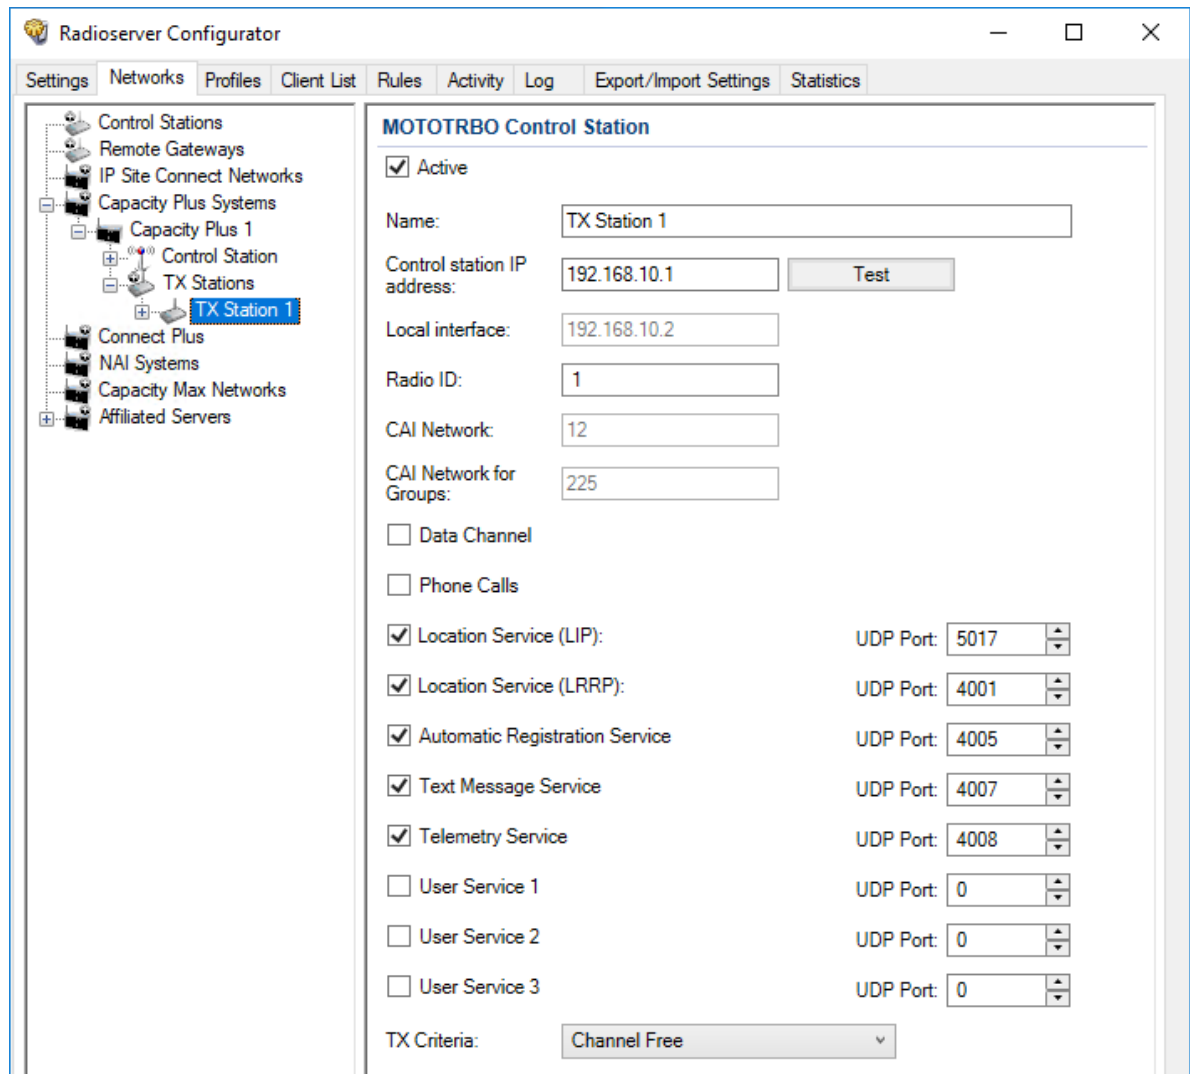 Radioserver Configurator
Settings Networks Profiles Client List Rules Activity Log Export/Import Settings Statistics
Control Stations
Remote Gateways
IP Site Connect Networks
Capacity Plus Systems
Capacity Plus 1
Control Station
TX Stations
TX Station 1
Connect Plus
NAI Systems
Capacity Max Networks
Affiliated Servers
MOTOTRBO Control Station
Active
Name: TX Station 1
Control station IP
address: 192.168.10.1 Test
Local interface: 192.168.10.2
Radio ID: 1
CAI Network: 12
CAI Network for
Groups: 225
Data Channel
Phone Calls
Location Service (LIP): UDP Port: 5017
Location Service (LRRP): UDP Port: 4001
Automatic Registration Service UDP Port: 4005
Text Message Service UDP Port: 4007
Telemetry Service UDP Port: 4008
User Service 1 UDP Port: 0
User Service 2 UDP Port: 0
User Service 3 UDP Port: 0
TX Criteria: Channel Free